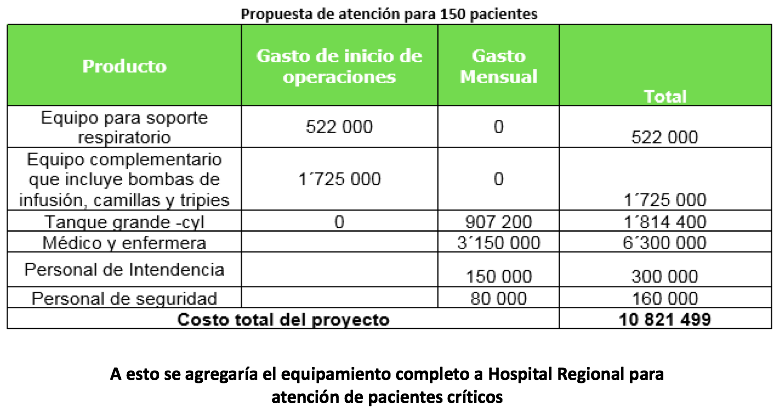 Propuesta de atención para 150 pacientes
Producto
Gasto de inicio de
operaciones
Gasto
Mensual
Total
Equipo para soporte
respiratorio
522 000
0
522 000
Equipo complementario
que incluye bombas de
infusión, camillas y tripies
1´725 000
0
1´725 000
Tanque grande -cyl
0
907 200
1´814 400
Médico y enfermera
3´150 000
6´300 000
Personal de Intendencia
150 000
300 000
Personal de seguridad
80 000
160 000
Costo total del proyecto
10 821 499
A esto se agregaría el equipamiento completo a Hospital Regional para
atención de pacientes críticos